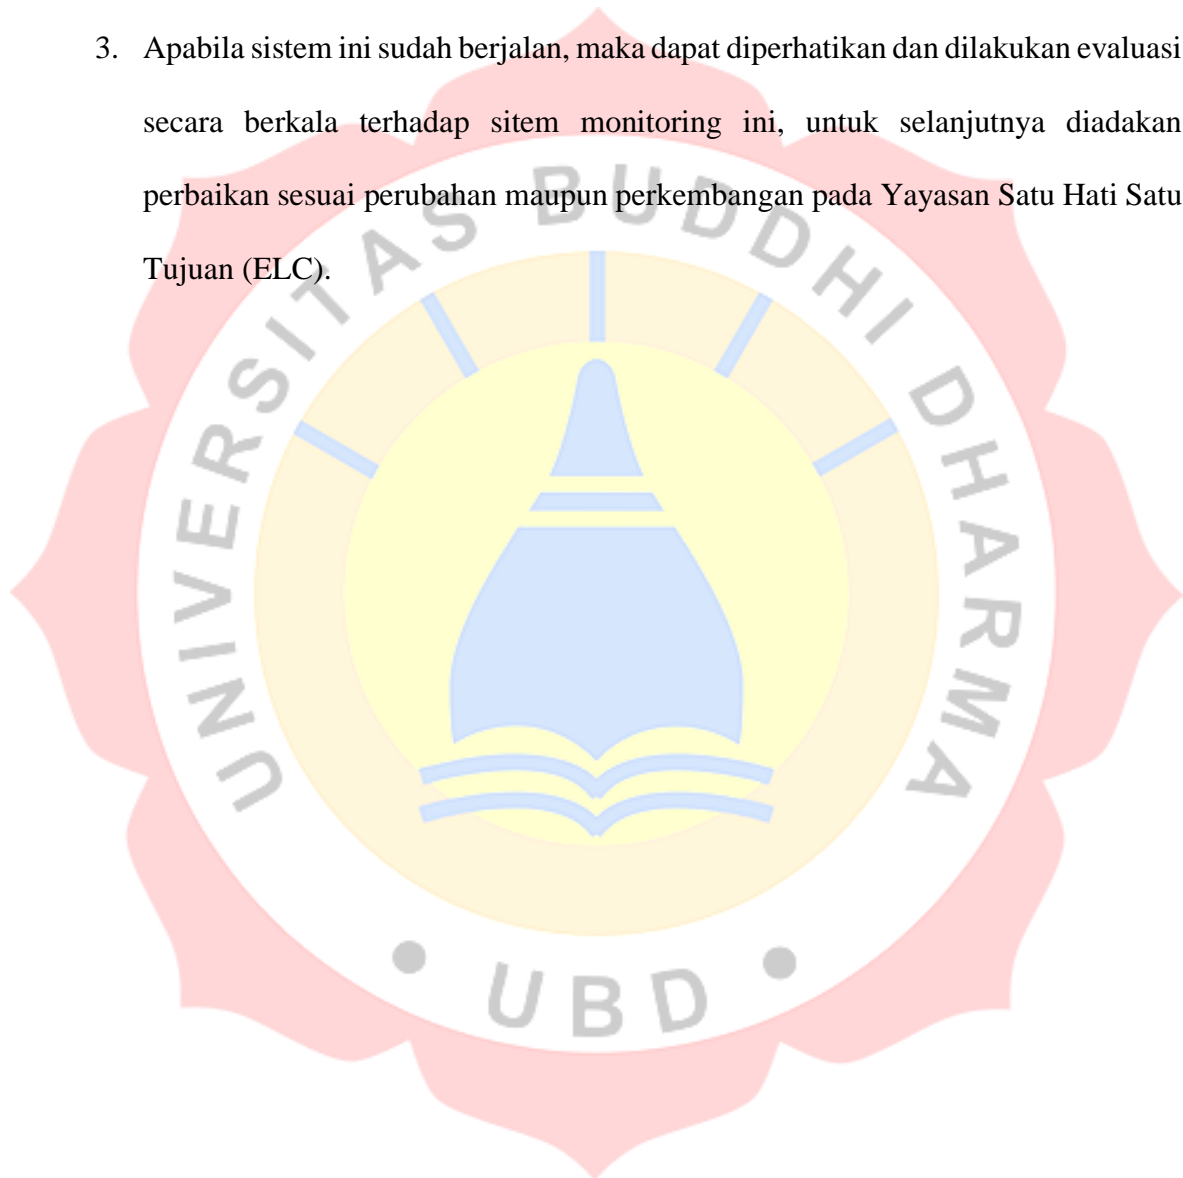 3. Apabila sistem ini sudah berjalan, maka dapat diperhatikan dan dilakukan evaluasi
secara berkala terhadap sitem monitoring ini, untuk selanjutnya diadakan
perbaikan sesuai perubahan maupun perkembangan pada Yayasan Satu Hati Satu
Tujuan (ELC).
UNIVERSITAS BUDDHI DHARMA
• UBD •